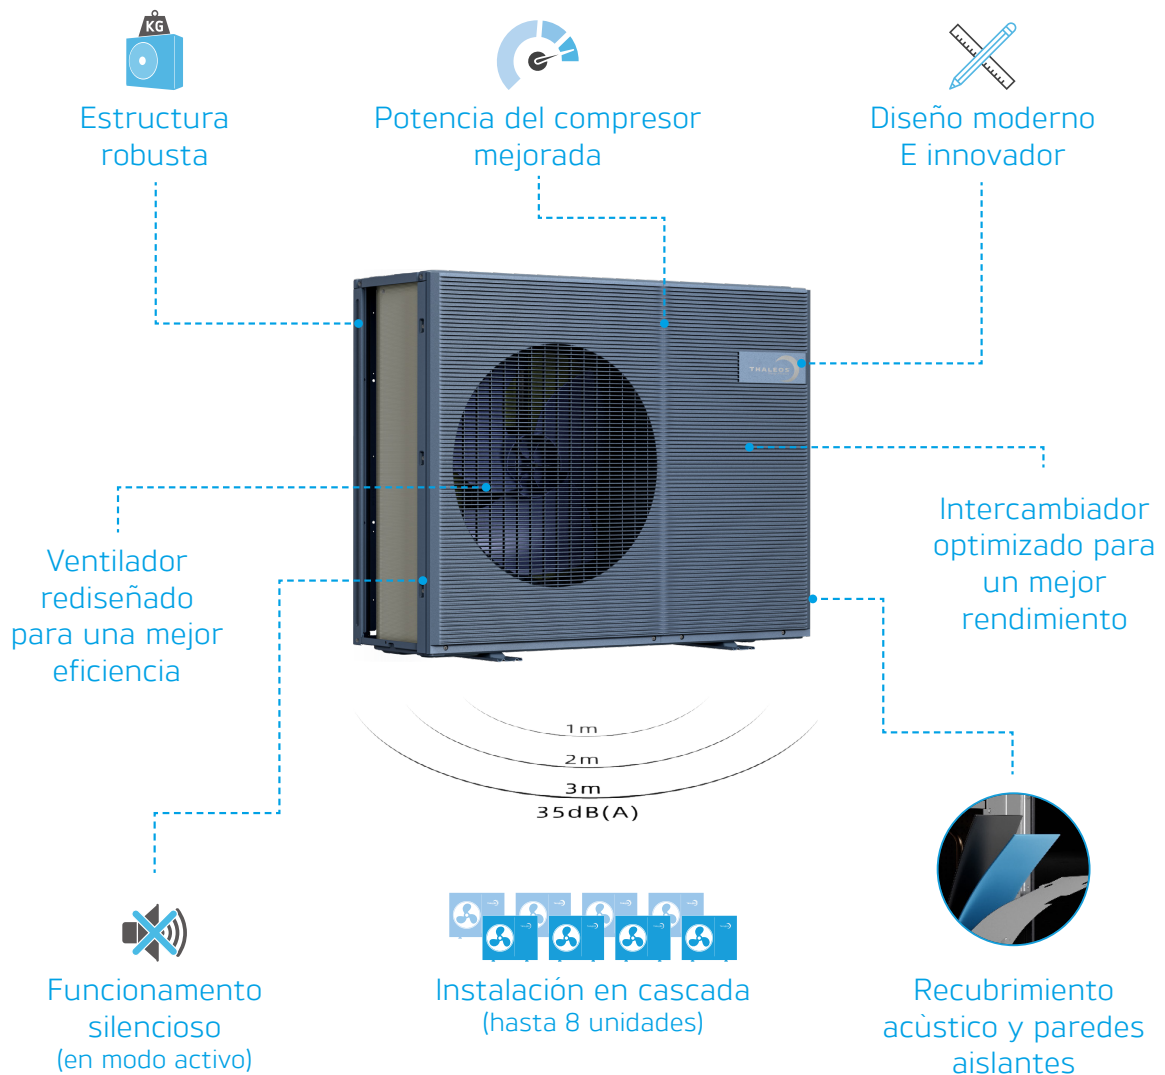 KG
Estructura
robusta
Potencia del compresor
mejorada
Diseño moderno
E innovador
THALEOS
Ventilador
rediseñado
para una mejor
eficiencia
Intercambiador
optimizado para
un mejor
rendimiento
1m
2m
3m
35dB(A)
Funcionamento
silencioso
(en modo activo)
Instalación en cascada
(hasta 8 unidades)
Recubrimiento
acùstico y paredes
aislantes